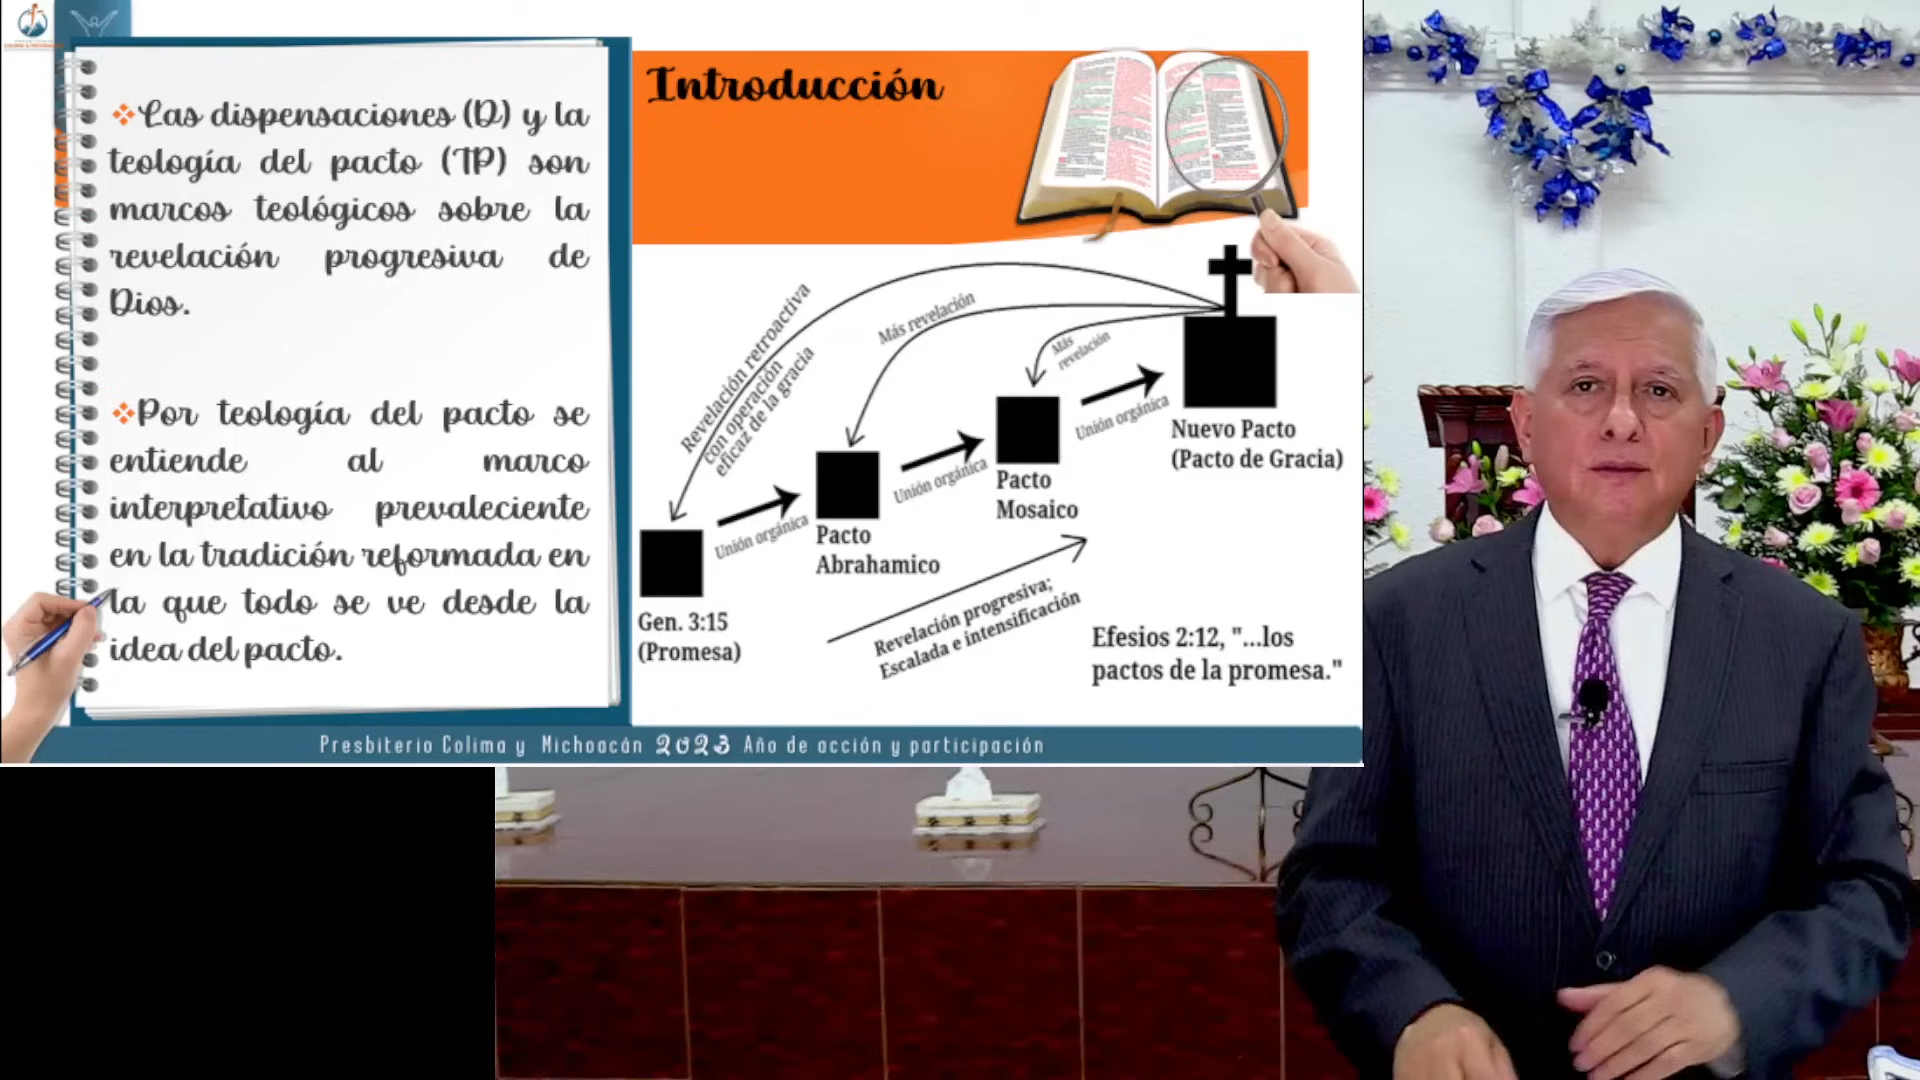 ❖Las dispensaciones (D) y la
teología del pacto (TP) son
marcos teológicos sobre la
revelación progresiva de
Dios.
❖Por teología del pacto se
entiende al marco
interpretativo prevaleciente
en la tradición reformada en
la que todo se ve desde la
idea del pacto.
Introducción
Revelación retroactiva
con operación
eficaz de la gracia
Más revelación
Más
revelación
Unión orgánica
Unión orgánica
Unión orgánica
Nuevo Pacto
(Pacto de Gracia)
Pacto
Mosaico
Pacto
Abrahamico
Gen. 3:15
(Promesa)
Revelación progresiva;
Escalada e intensificación
Efesios 2:12, "...los
pactos de la promesa."
Presbiterio Colima y Michoacán 2023 Año de acción y participación